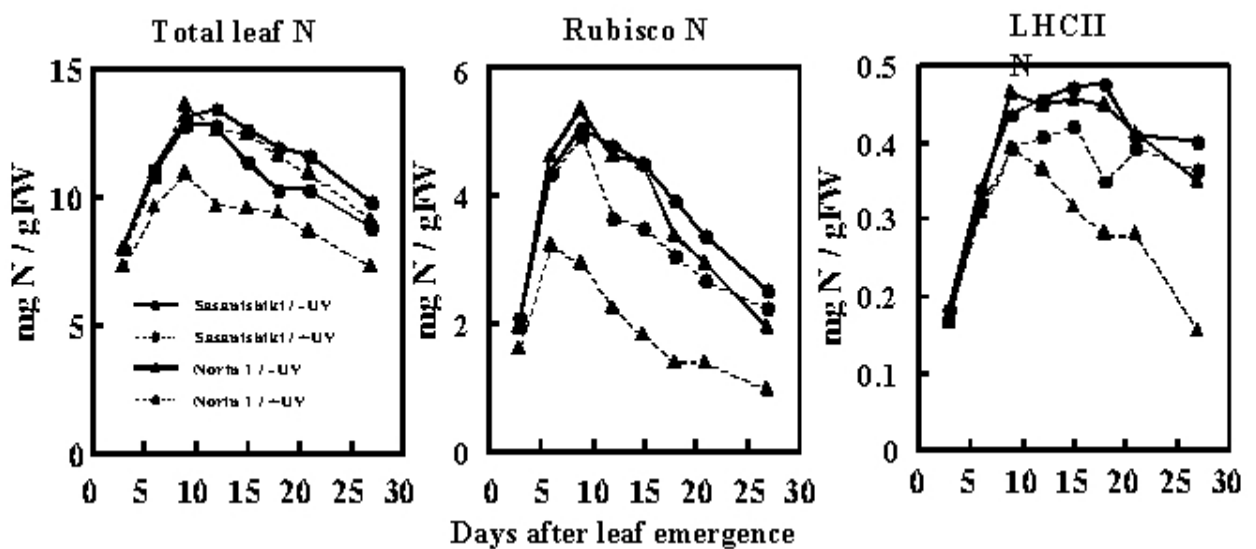 Total leaf N
Rubisco N
LHCII
N
mg N / gFW
15
10
5
0
Sasanishiki / -UV
Sasanishiki / +UV
Norin 1 / -UV
Norin 1 / +UV
0 5 10 15 20 25 30
mg N / gFW
6
4
2
0
0 5 10 15 20 25 30
mg N / gFW
0.5
0.4
0.3
0.2
0.1
0
0 5 10 15 20 25 30
Days after leaf emergence